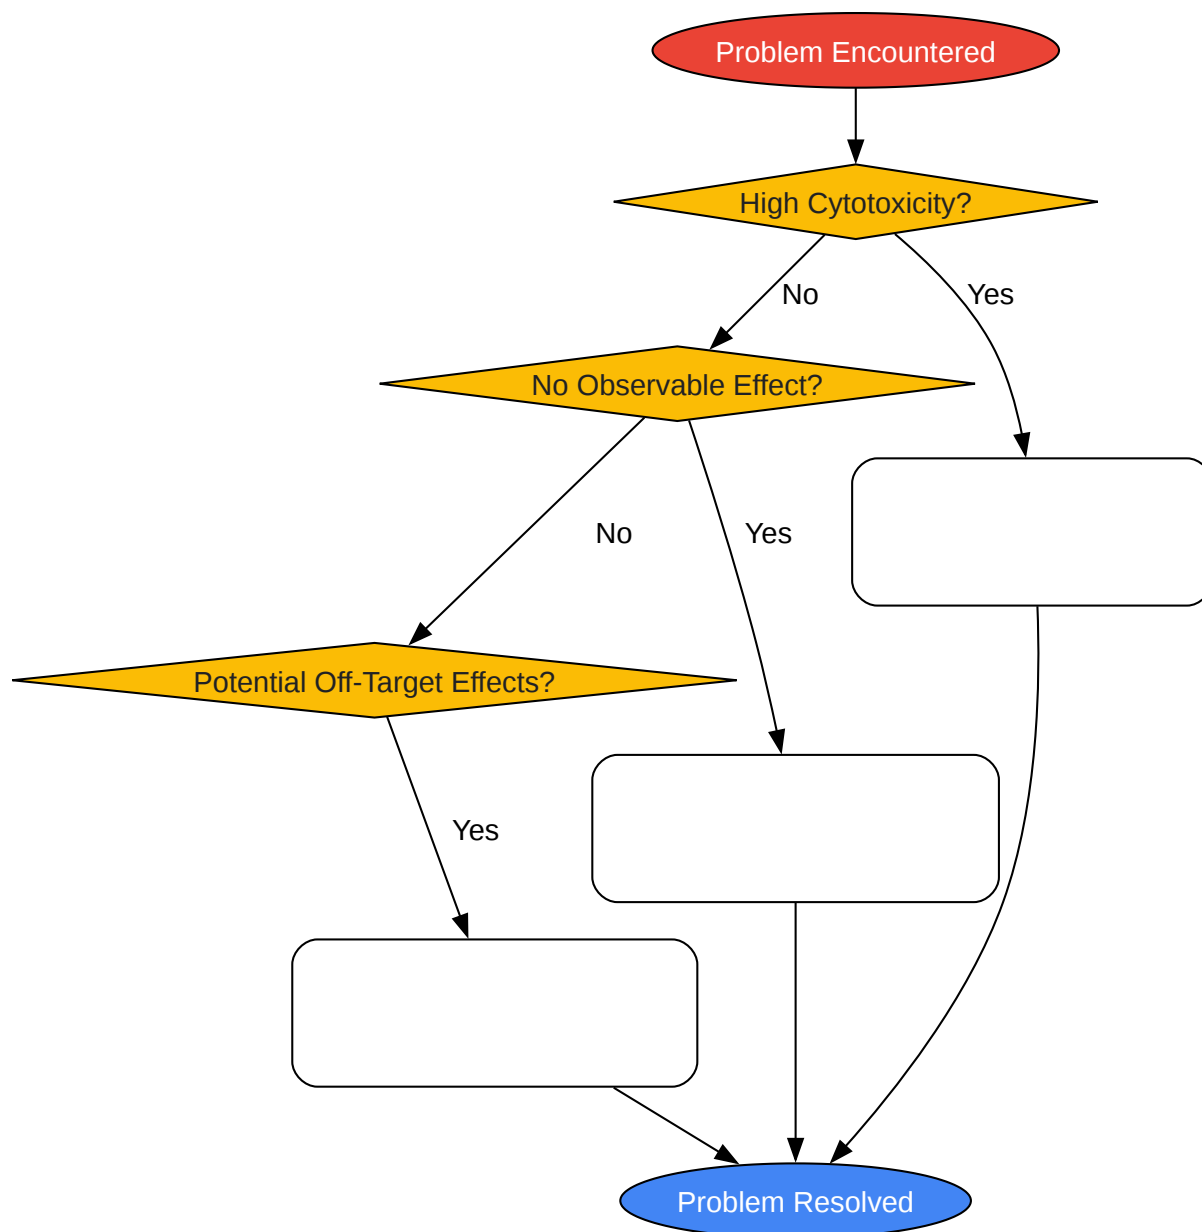 Problem Encountered
High Cytotoxicity?
No
Yes
No Observable Effect?
No
Yes
Potential Off-Target Effects?
Yes
Problem Resolved